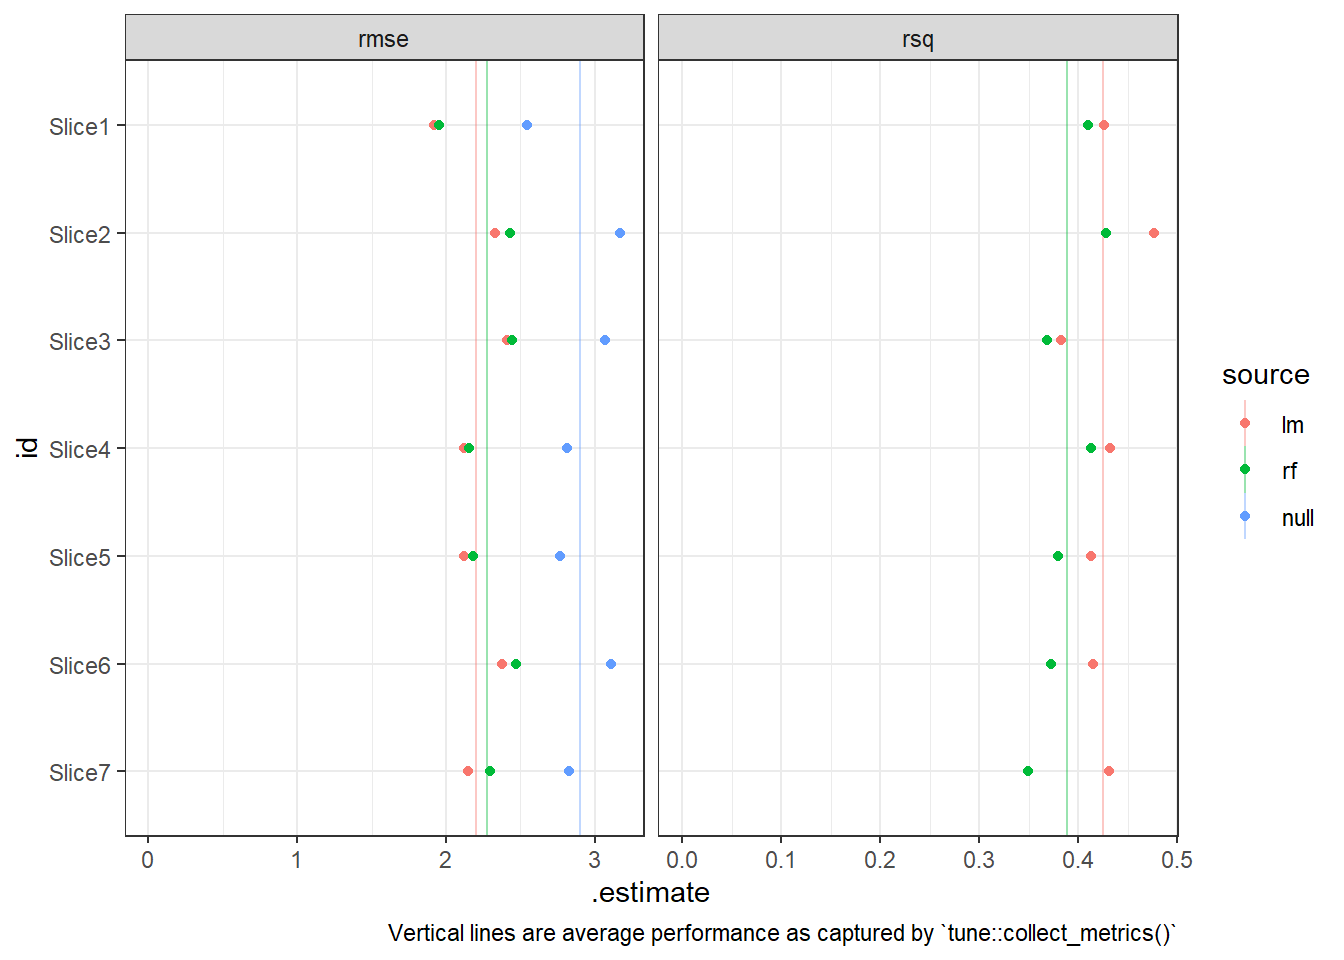 rmse
rsq
Slice1
Slice2
Slice3
Slice4
Slice5
Slice6
Slice7
id
0
1
2
3
0.0
0.1
0.2
0.3
0.4
0.5
.estimate
Vertical lines are average performance as captured by `tune::collect_metrics()`
source
lm
rf
null